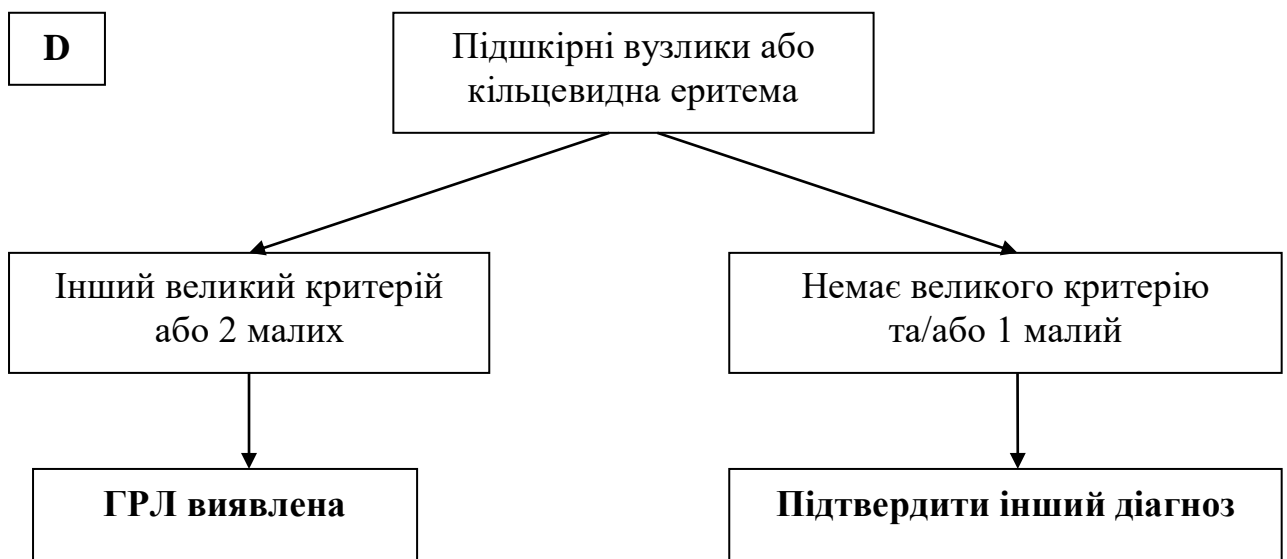 D
Підшкірні вузлики або
кільцевидна еритема
Інший великий критерій
або 2 малих
Немає великого критерію
та/або 1 малий
ГРЛ виявлена
Підтвердити інший діагноз